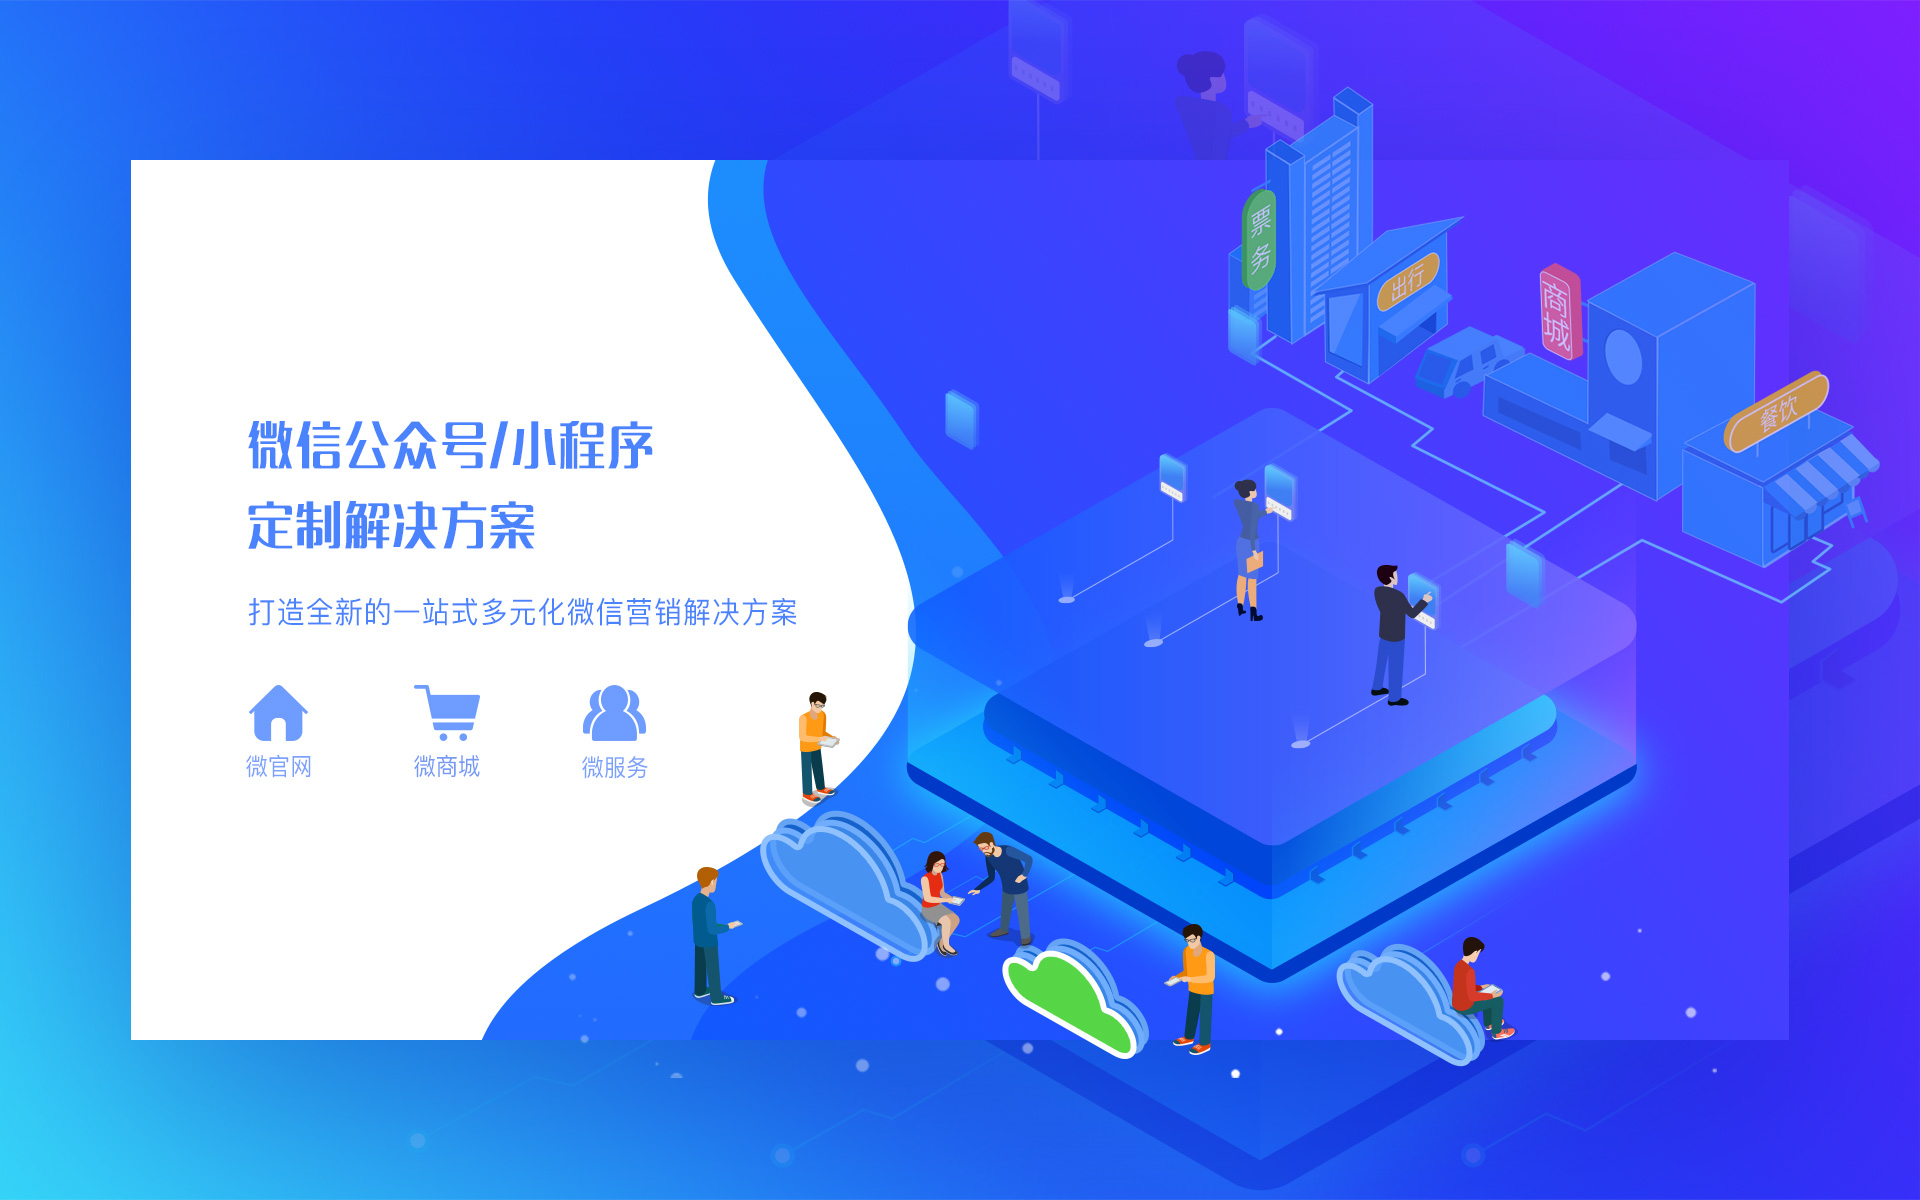 微信公众号/小程序
定制解决方案
打造全新的一站式多元化微信营销解决方案
微官网
微商城
微服务
票务
出行
商城
餐饮